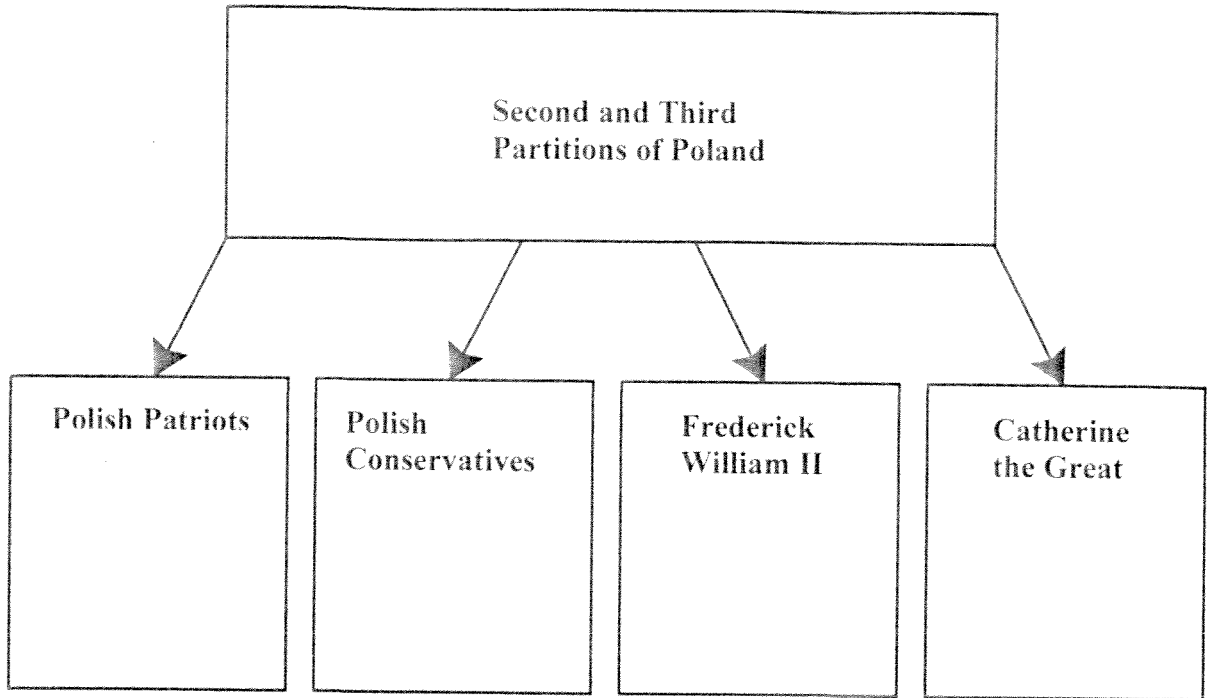 Second and Third
Partitions of Poland
Polish Patriots
Polish
Conservatives
Frederick
William II
Catherine
the Great